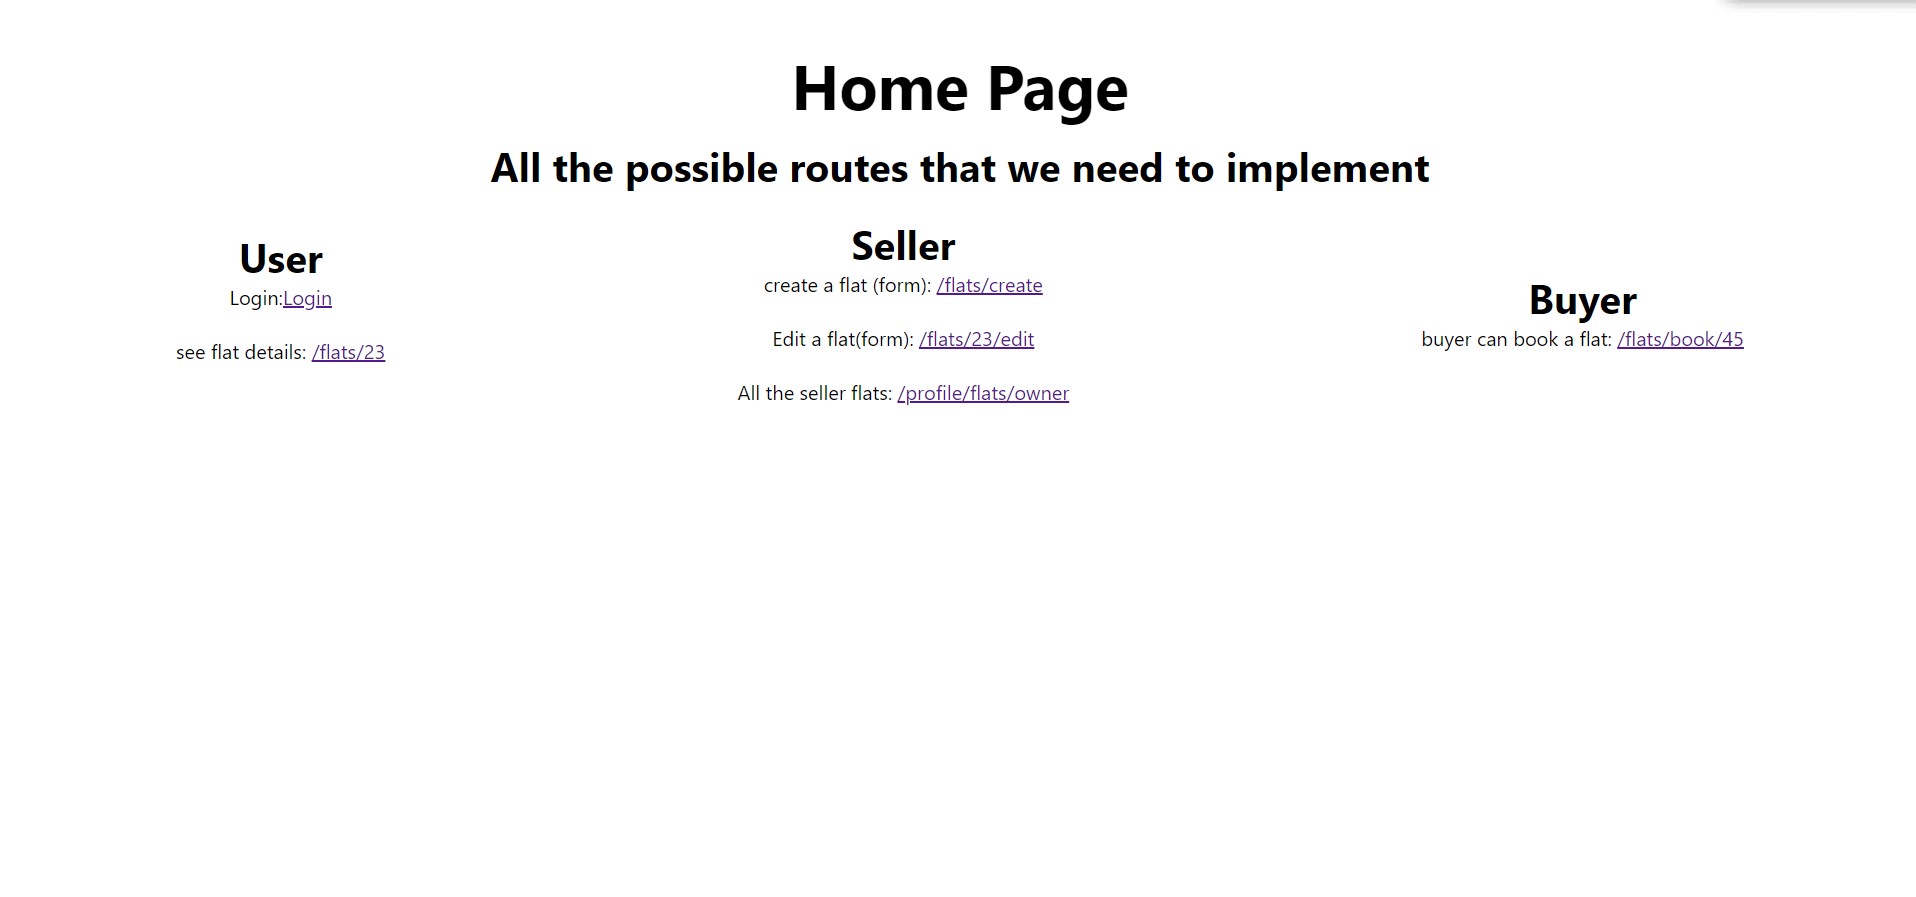 Home Page
All the possible routes that we need to implement
User
Login:Login
see flat details: /flats/23
Seller
create a flat (form): /flats/create
Edit a flat(form): /flats/23/edit
All the seller flats: /profile/flats/owner
Buyer
buyer can book a flat: /flats/book/45